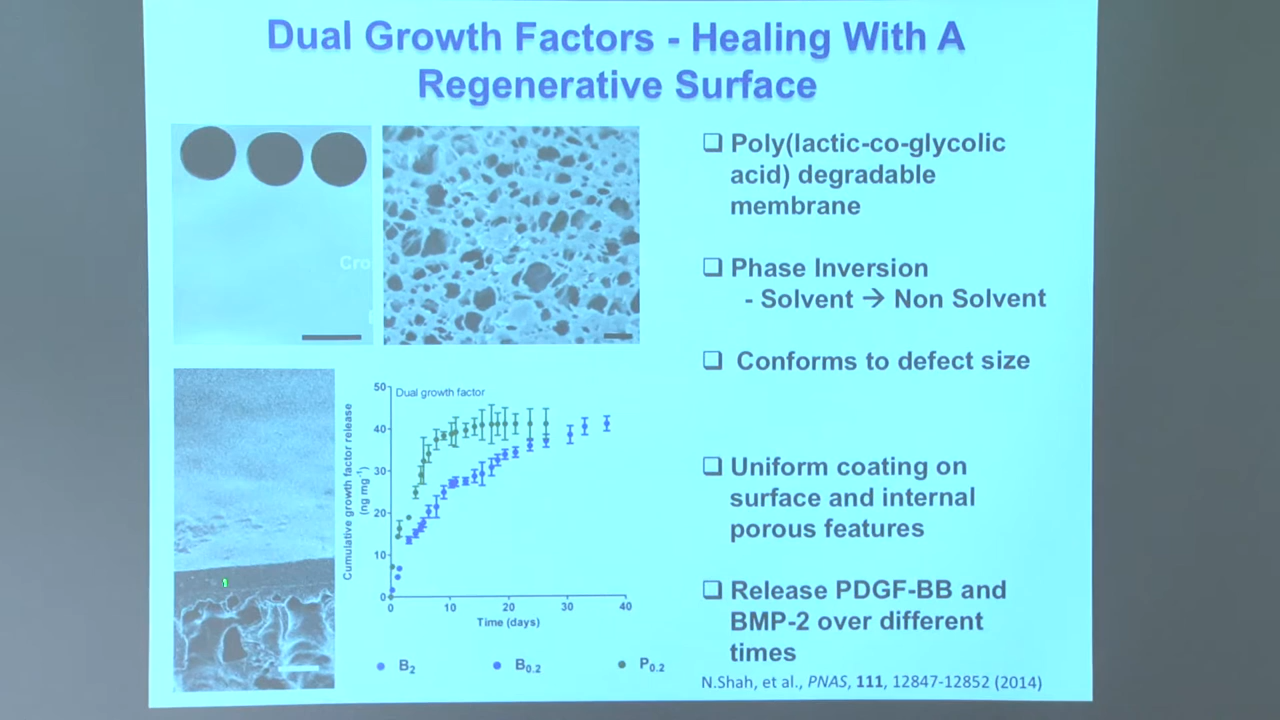 Dual Growth Factors - Healing With A
Regenerative Surface
Cro
❑ Poly(lactic-co-glycolic
acid) degradable
membrane
❑ Phase Inversion
- Solvent → Non Solvent
❑ Conforms to defect size
❑ Uniform coating on
surface and internal
porous features
❑ Release PDGF-BB and
BMP-2 over different
times
N.Shah, et al., PNAS, 111, 12847-12852 (2014)
Dual growth factor
Cumulative growth factor release
(ng mg⁻¹)
50
40
30
20
10
0
0 10 20 30 40
Time (days)
B₂ B₀.₂ P₀.₂